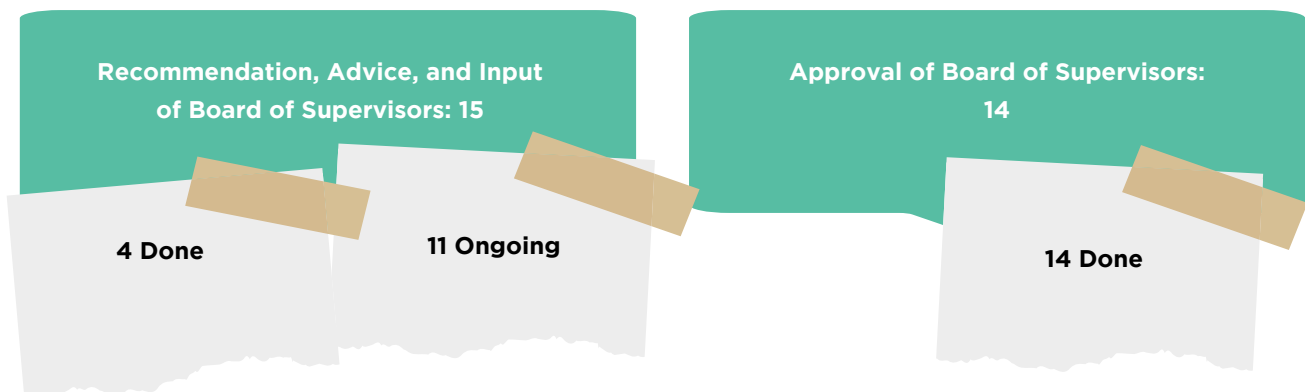 Recommendation, Advice, and Input
of Board of Supervisors: 15
4 Done
11 Ongoing
Approval of Board of Supervisors:
14
14 Done